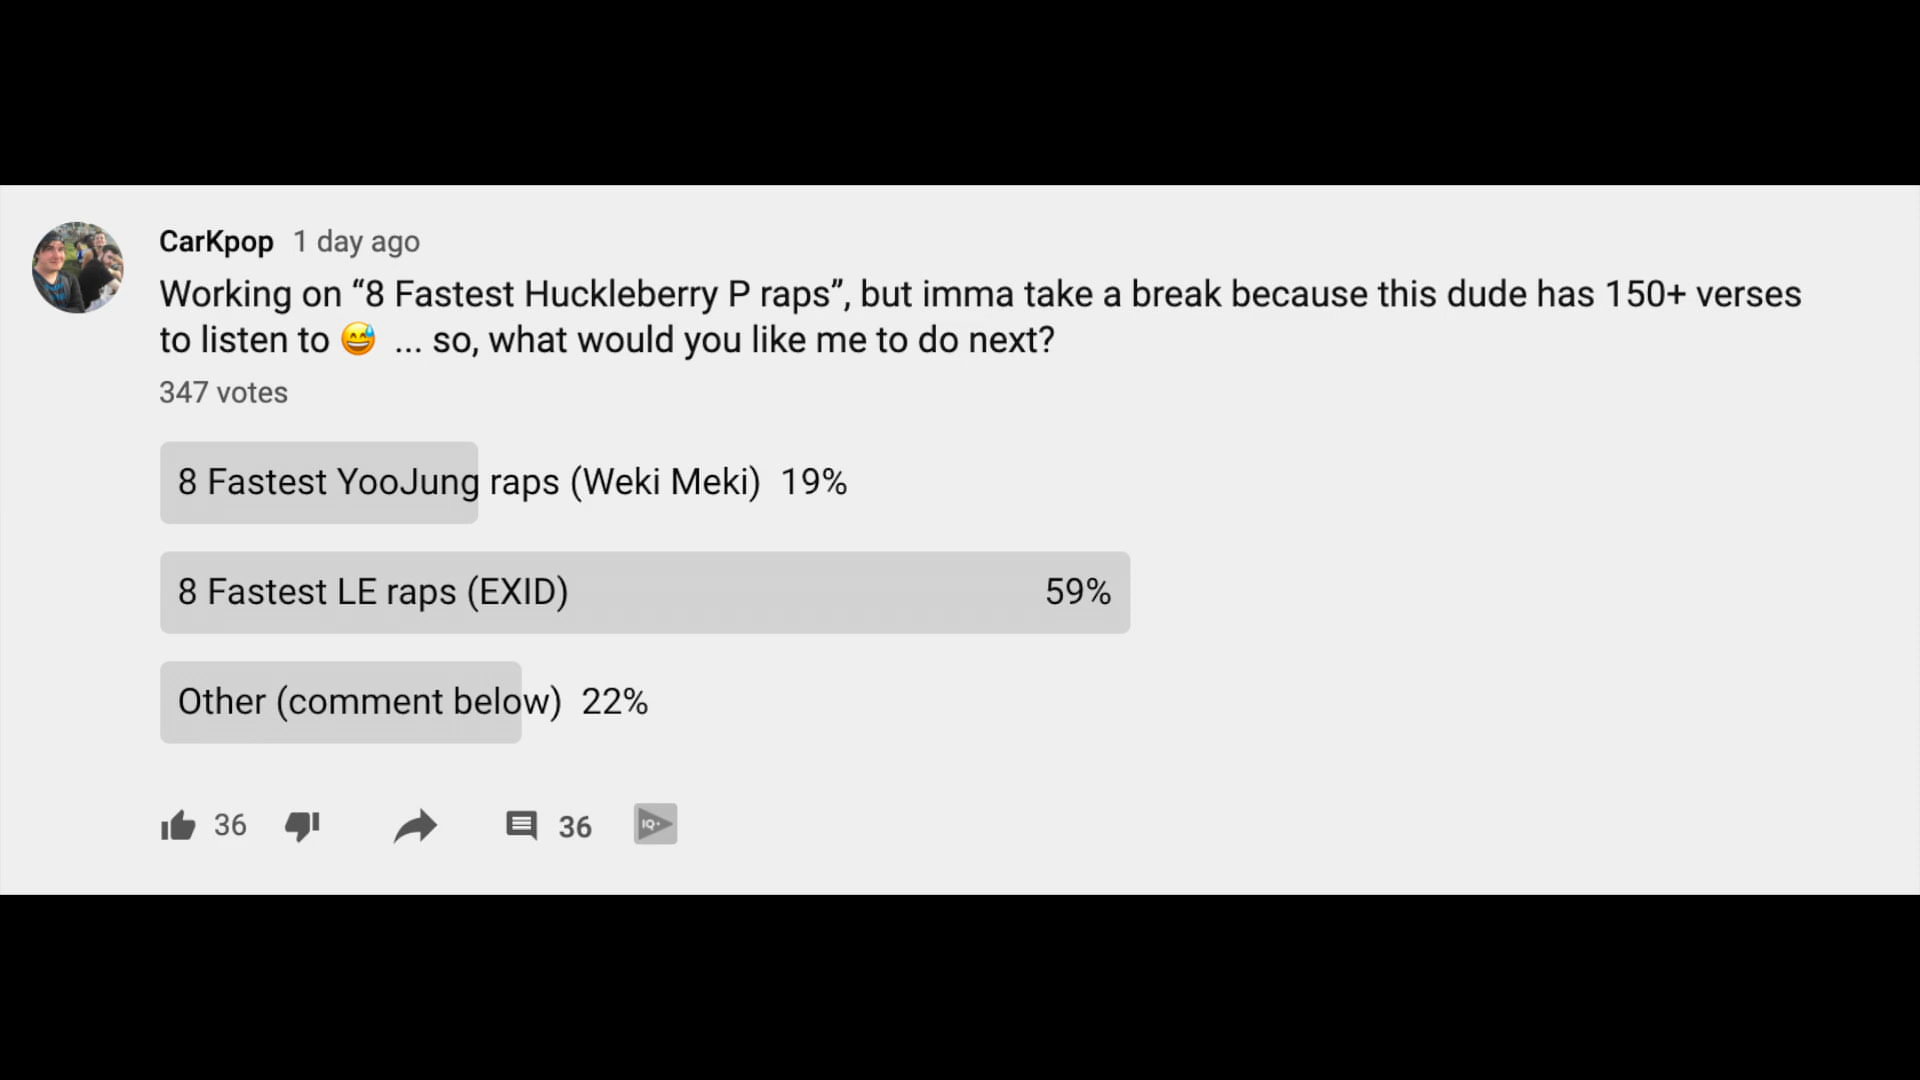 CarKpop 1 day ago
Working on “8 Fastest Huckleberry P raps”, but imma take a break because this dude has 150+ verses
to listen to 😅 ... so, what would you like me to do next?
347 votes
8 Fastest YooJung raps (Weki Meki) 19%
8 Fastest LE raps (EXID) 59%
Other (comment below) 22%
36 36 IQ